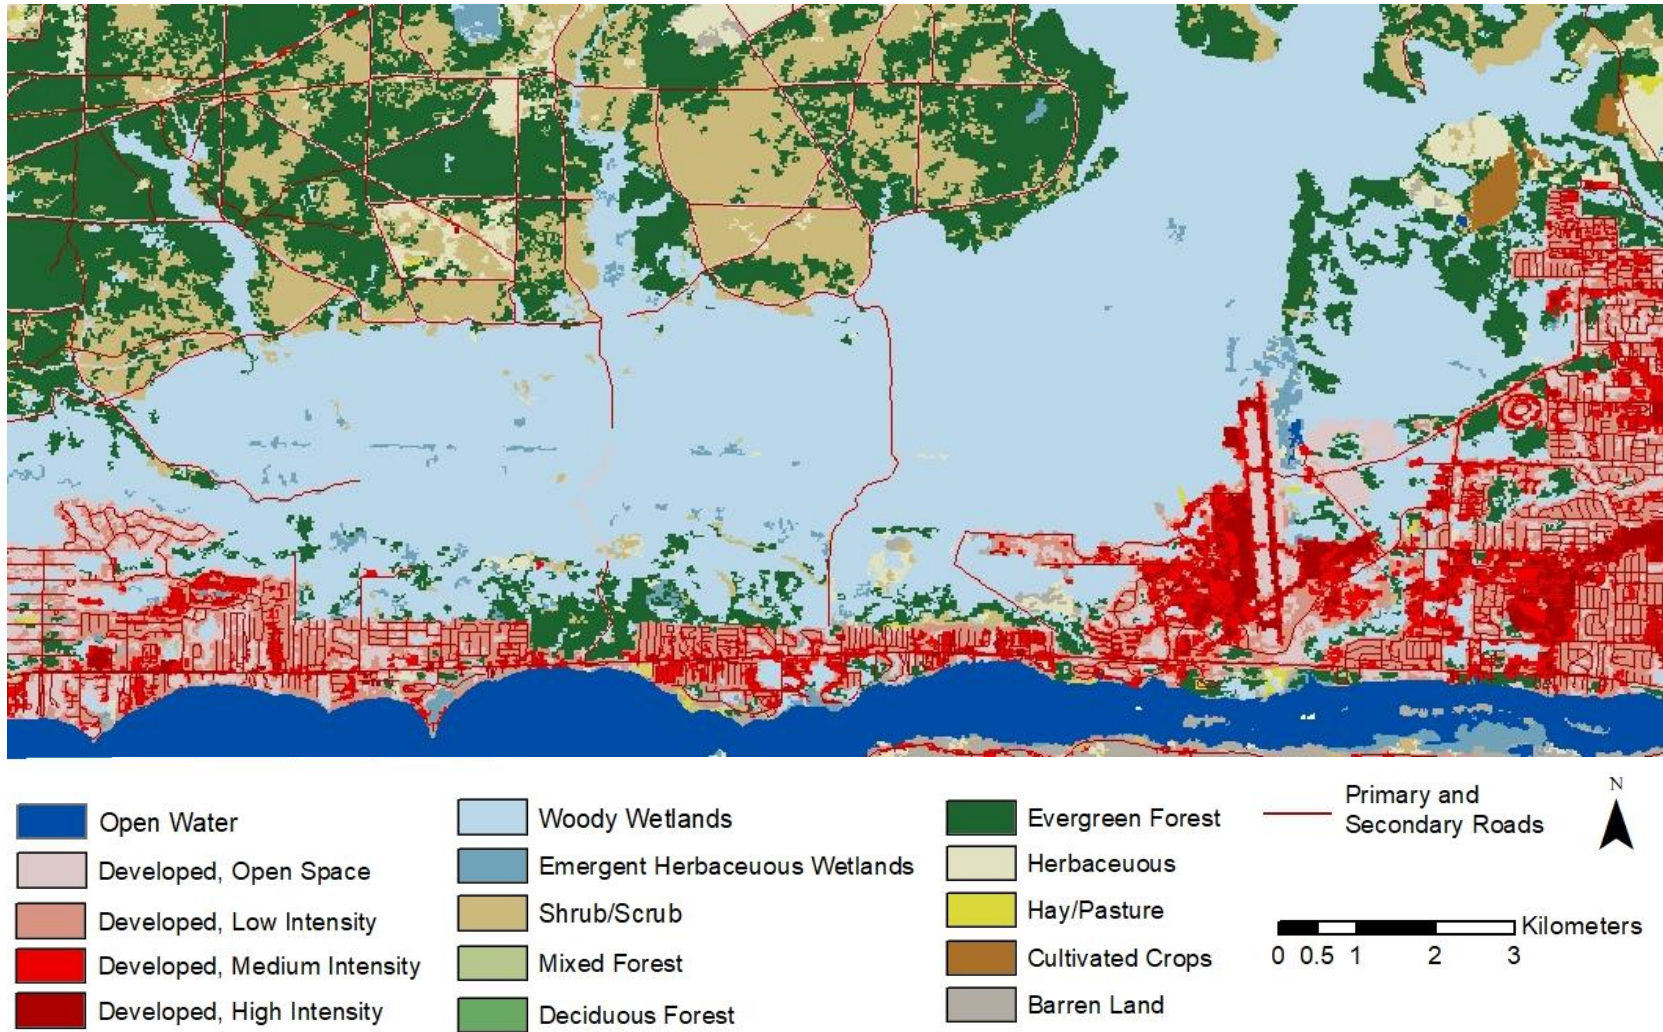 Open Water
Developed, Open Space
Developed, Low Intensity
Developed, Medium Intensity
Developed, High Intensity
Woody Wetlands
Emergent Herbaceuous Wetlands
Shrub/Scrub
Mixed Forest
Deciduous Forest
Evergreen Forest
Herbaceuous
Hay/Pasture
Cultivated Crops
Barren Land
Primary and
Secondary Roads
N
Kilometers
0 0.5 1 2 3